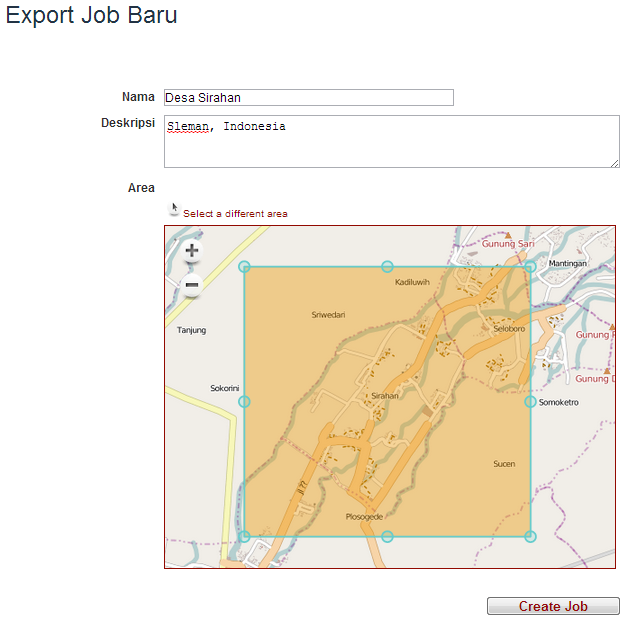 Export Job Baru
Nama
Desa Sirahan
Deskripsi
Sleman, Indonesia
Area
Select a different area
+
−
Gunung Sari
Mantingan
Kadiluwih
Sriwedari
Tanjung
Seloboro
Gunung
Gunung
Sokorini
Sirahan
Somoketro
Sucen
Plosogede
Create Job